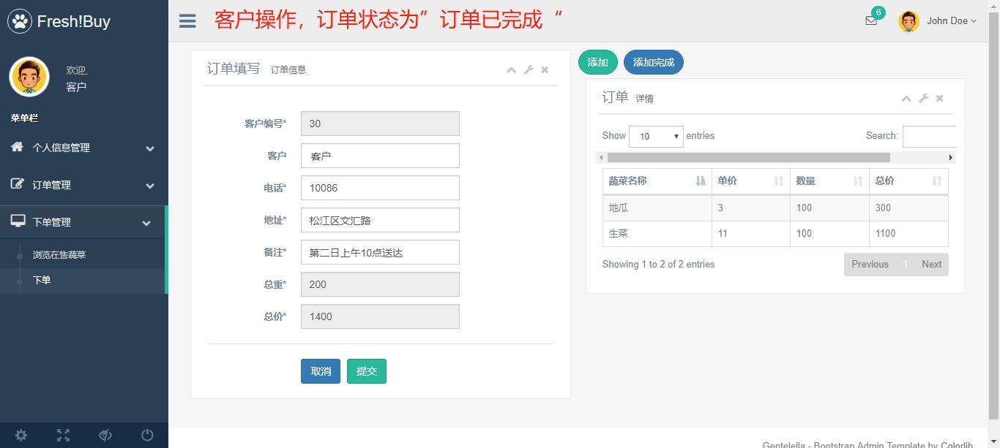 Fresh!Buy
客户操作，订单状态为”订单已完成“
6
John Doe
欢迎,
客户
菜单栏
个人信息管理
订单管理
下单管理
浏览在售蔬菜
下单
订单填写 订单信息
客户编号* 30
客户 客户
电话* 10086
地址* 松江区文汇路
备注* 第二日上午10点送达
总重* 200
总价* 1400
取消 提交
添加 添加完成
订单 详情
Show 10 entries Search:
蔬菜名称 单价 数量 总价
地瓜 3 100 300
生菜 11 100 1100
Showing 1 to 2 of 2 entries
Previous 1 Next
Gentelella - Bootstrap Admin Template by Colorlib